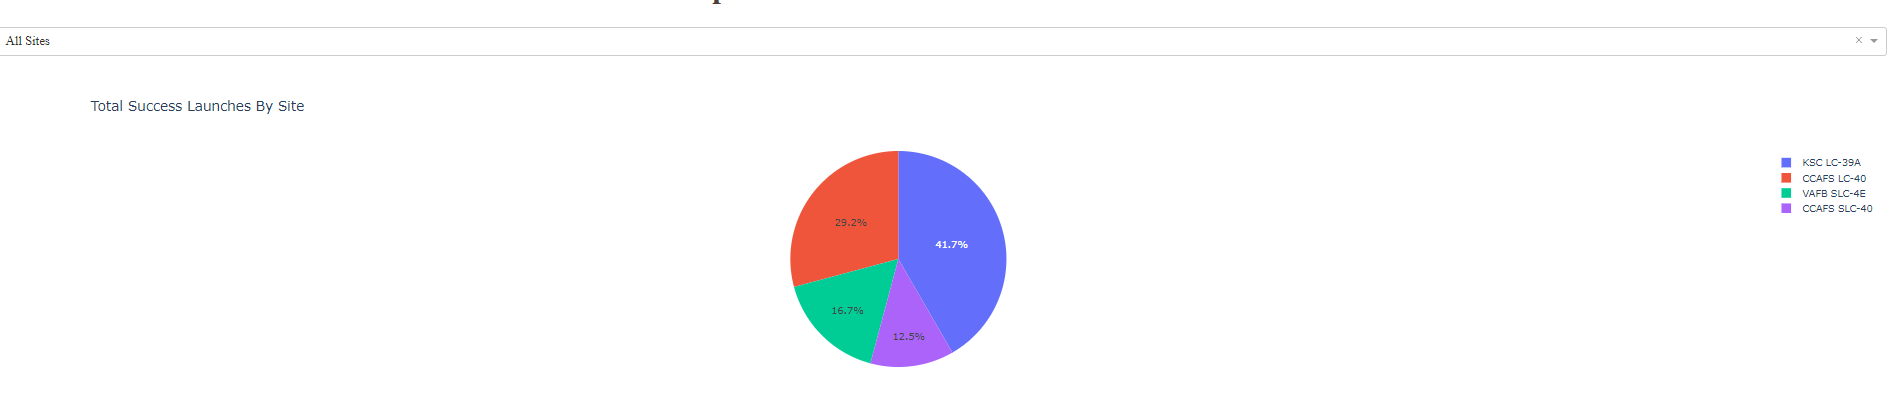 All Sites
Total Success Launches By Site
KSC LC-39A
CCAFS LC-40
VAFB SLC-4E
CCAFS SLC-40
29.2%
41.7%
16.7%
12.5%